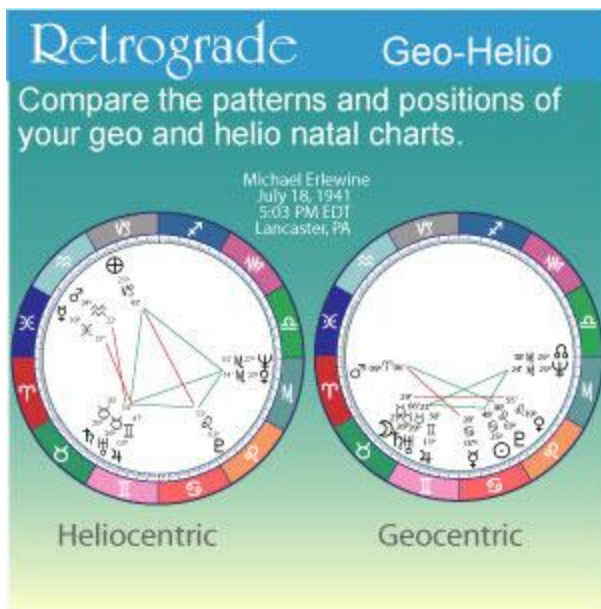 Retrograde Geo-Helio
Compare the patterns and positions of
your geo and helio natal charts.
Michael Erlewine
July 18, 1941
5:03 PM EDT
Lancaster, PA
Heliocentric Geocentric